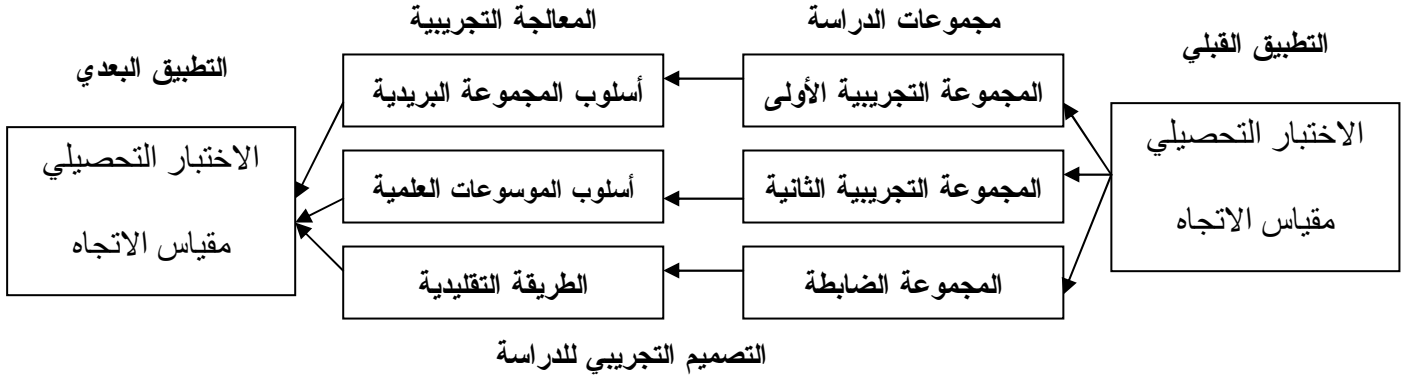 التطبيق القبلي
مجموعات الدراسة
المعالجة التجريبية
التطبيق البعدي
الاختبار التحصيلي
مقياس الاتجاه
المجموعة التجريبية الأولى
المجموعة التجريبية الثانية
المجموعة الضابطة
أسلوب المجموعة البريدية
أسلوب الموسوعات العلمية
الطريقة التقليدية
الاختبار التحصيلي
مقياس الاتجاه
التصميم التجريبي للدراسة